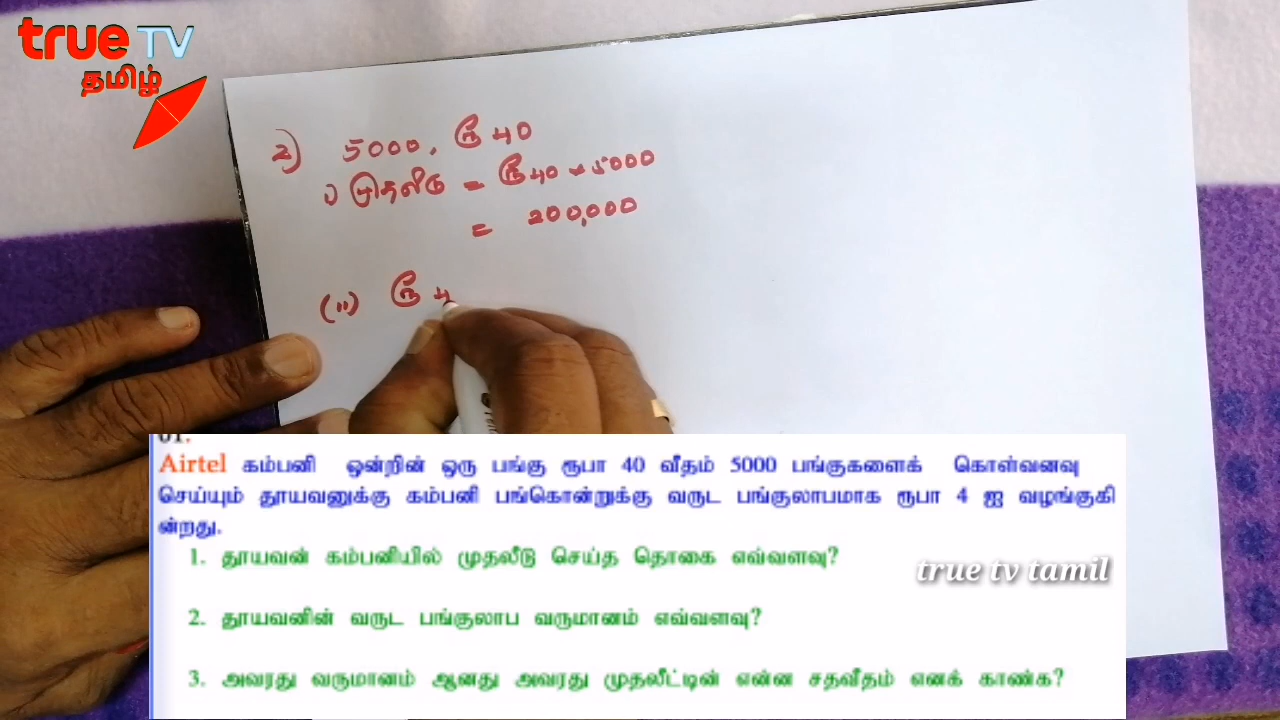 true TV
தமிழ்
2) 5000, ரூ 40
i) முதலீடு = ரூ 40 × 5000
= 200,000
(ii) ரூ 4
01.
Airtel கம்பனி ஒன்றின் ஒரு பங்கு ரூபா 40 வீதம் 5000 பங்குகளைக் கொள்வனவு
செய்யும் தூயவனுக்கு கம்பனி பங்கொன்றுக்கு வருட பங்குலாபமாக ரூபா 4 ஐ வழங்குகி
ன்றது.
1. தூயவன் கம்பனியில் முதலீடு செய்த தொகை எவ்வளவு?
true tv tamil
2. தூயவனின் வருட பங்குலாப வருமானம் எவ்வளவு?
3. அவரது வருமானம் ஆனது அவரது முதலீட்டின் என்ன சதவீதம் எனக் காண்க?